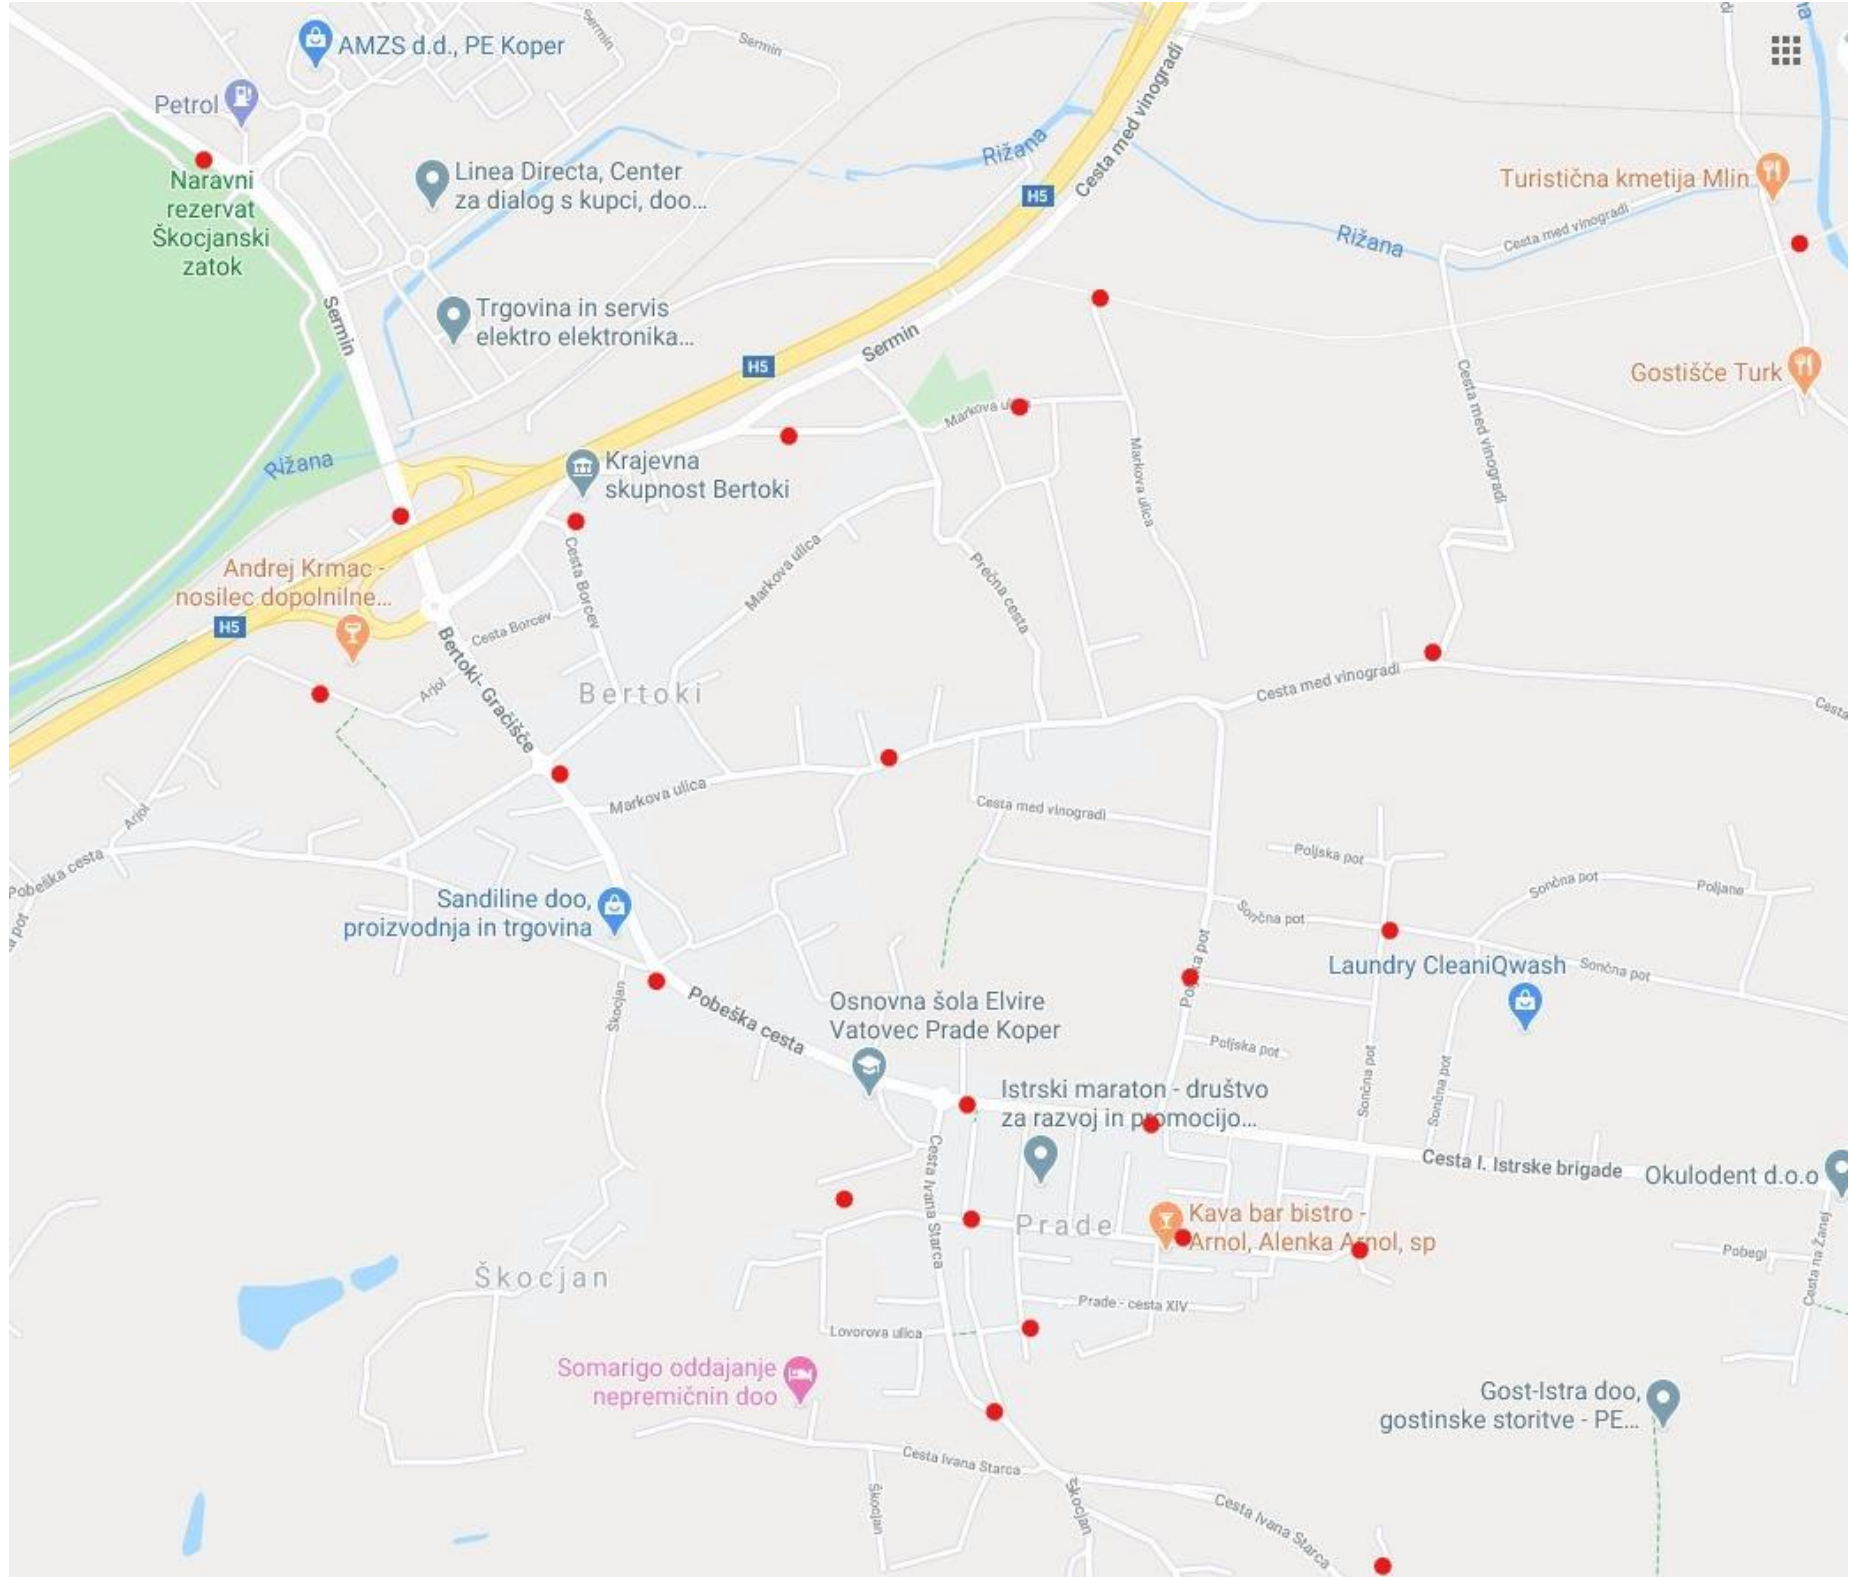 Sermin
Sermin
AMZS d.d., PE Koper
Petrol
Cesta med vinogradi
Rižana
Linea Directa, Center
za dialog s kupci, doo...
Naravni
rezervat
Škocjanski
zatok
H5
Turistična kmetija Mlin
Cesta med vinogradi
Rižana
Sermin
Trgovina in servis
elektro elektronika...
Sermin
H5
Gostišče Turk
Cesta med vinogradi
Markova
Rižana
Krajevna
skupnost Bertoki
Markova ulica
Andrej Krmac -
nosilec dopolnilne...
H5
Cesta Borcev
Markova ulica
Prečna cesta
Cesta Borcev
Bertoki- Gračišče
Arjol
Bertoki
Cesta med vinogradi
Cesta
Markova ulica
Cesta med vinogradi
Arjol
Pobeška cesta
a pot
Poljska pot
Sončna pot
Poljane
Sandiline doo,
proizvodnja in trgovina
Sončna pot
Laundry CleaniQwash
Sončna pot
Škocjan
Pobeška cesta
Osnovna šola Elvire
Vatovec Prade Koper
Poljska pot
Sončna pot
Sončna pot
Istrski maraton - društvo
za razvoj in promocijo...
Cesta I. Istrske brigade
Okulodent d.o.o
Cesta Ivana Starca
Prade
Kava bar bistro -
Arnol, Alenka Arnol, sp
Pobegi
Cesta na Žanej
Škocjan
Prade - cesta XIV
Lovorova ulica
Somarigo oddajanje
nepremičnin doo
Gost-Istra doo,
gostinske storitve - PE...
Cesta Ivana Starca
Škocjan
Škocjan
Cesta Ivana Starca